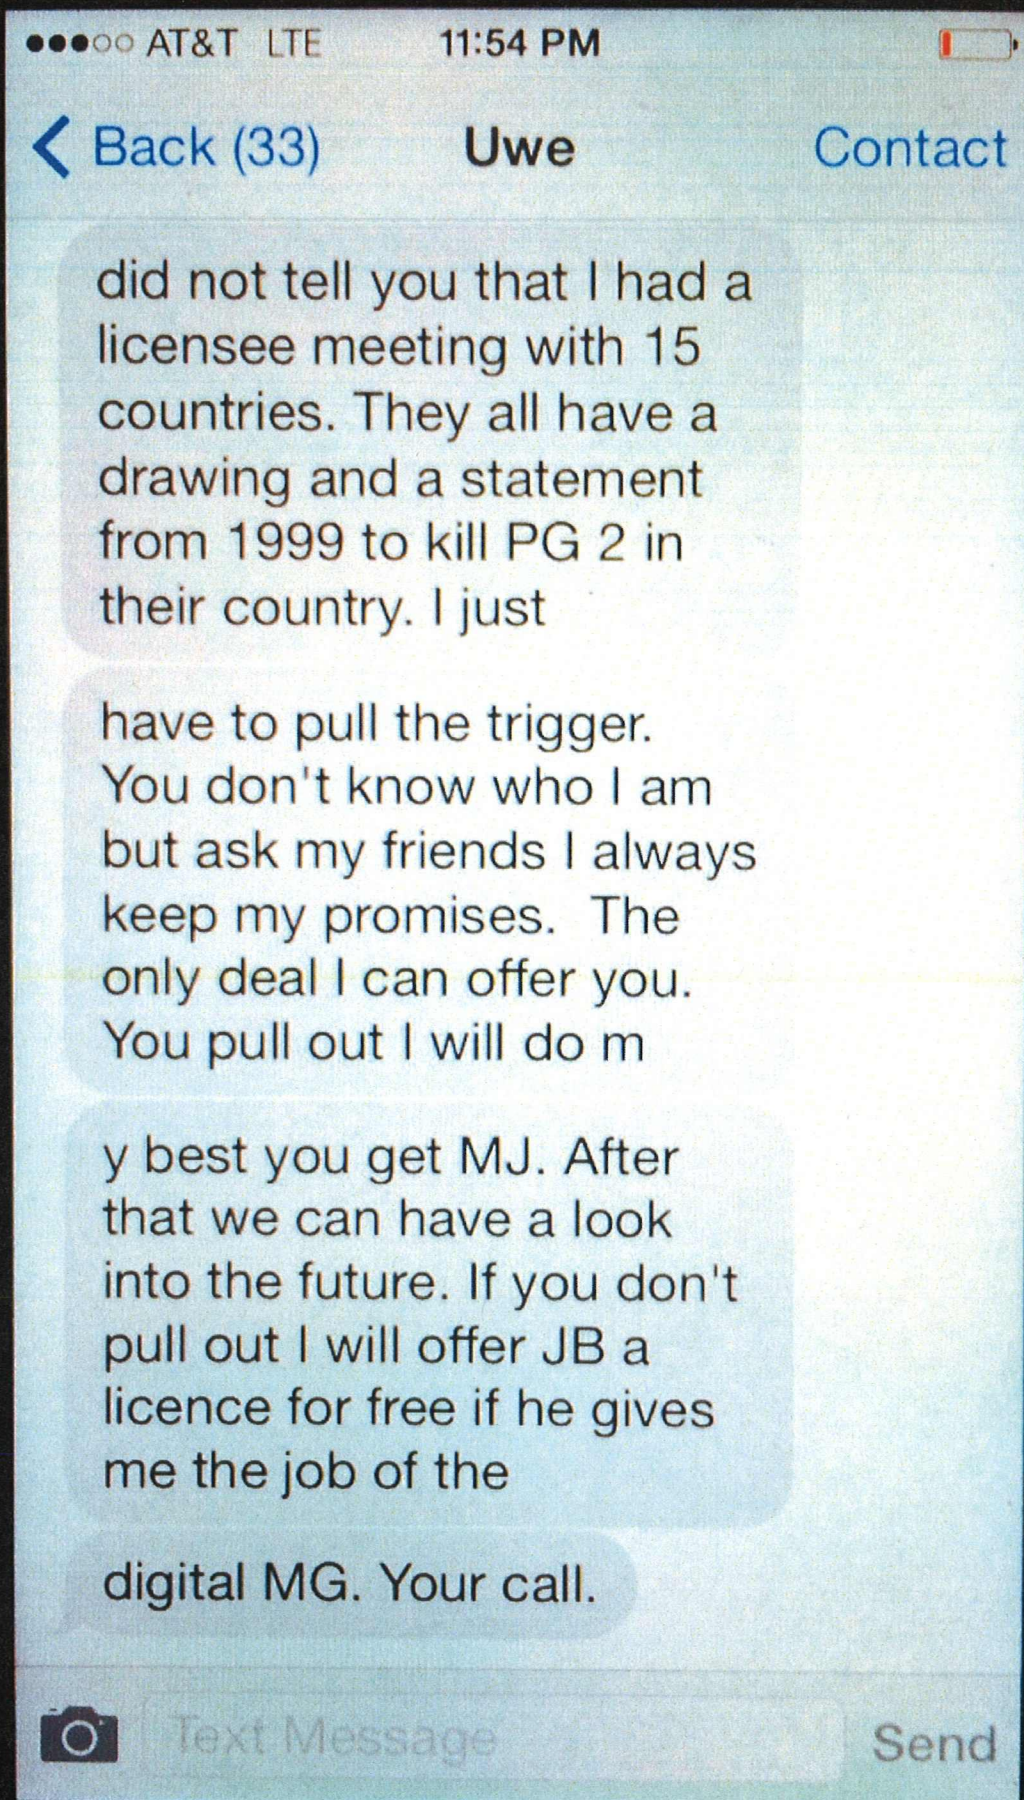 AT&T LTE 11:54 PM
Back (33) Uwe Contact
did not tell you that I had a
licensee meeting with 15
countries. They all have a
drawing and a statement
from 1999 to kill PG 2 in
their country. I just
have to pull the trigger.
You don't know who I am
but ask my friends I always
keep my promises.  The
only deal I can offer you.
You pull out I will do m
y best you get MJ. After
that we can have a look
into the future. If you don't
pull out I will offer JB a
licence for free if he gives
me the job of the
digital MG. Your call.
Text Message Send